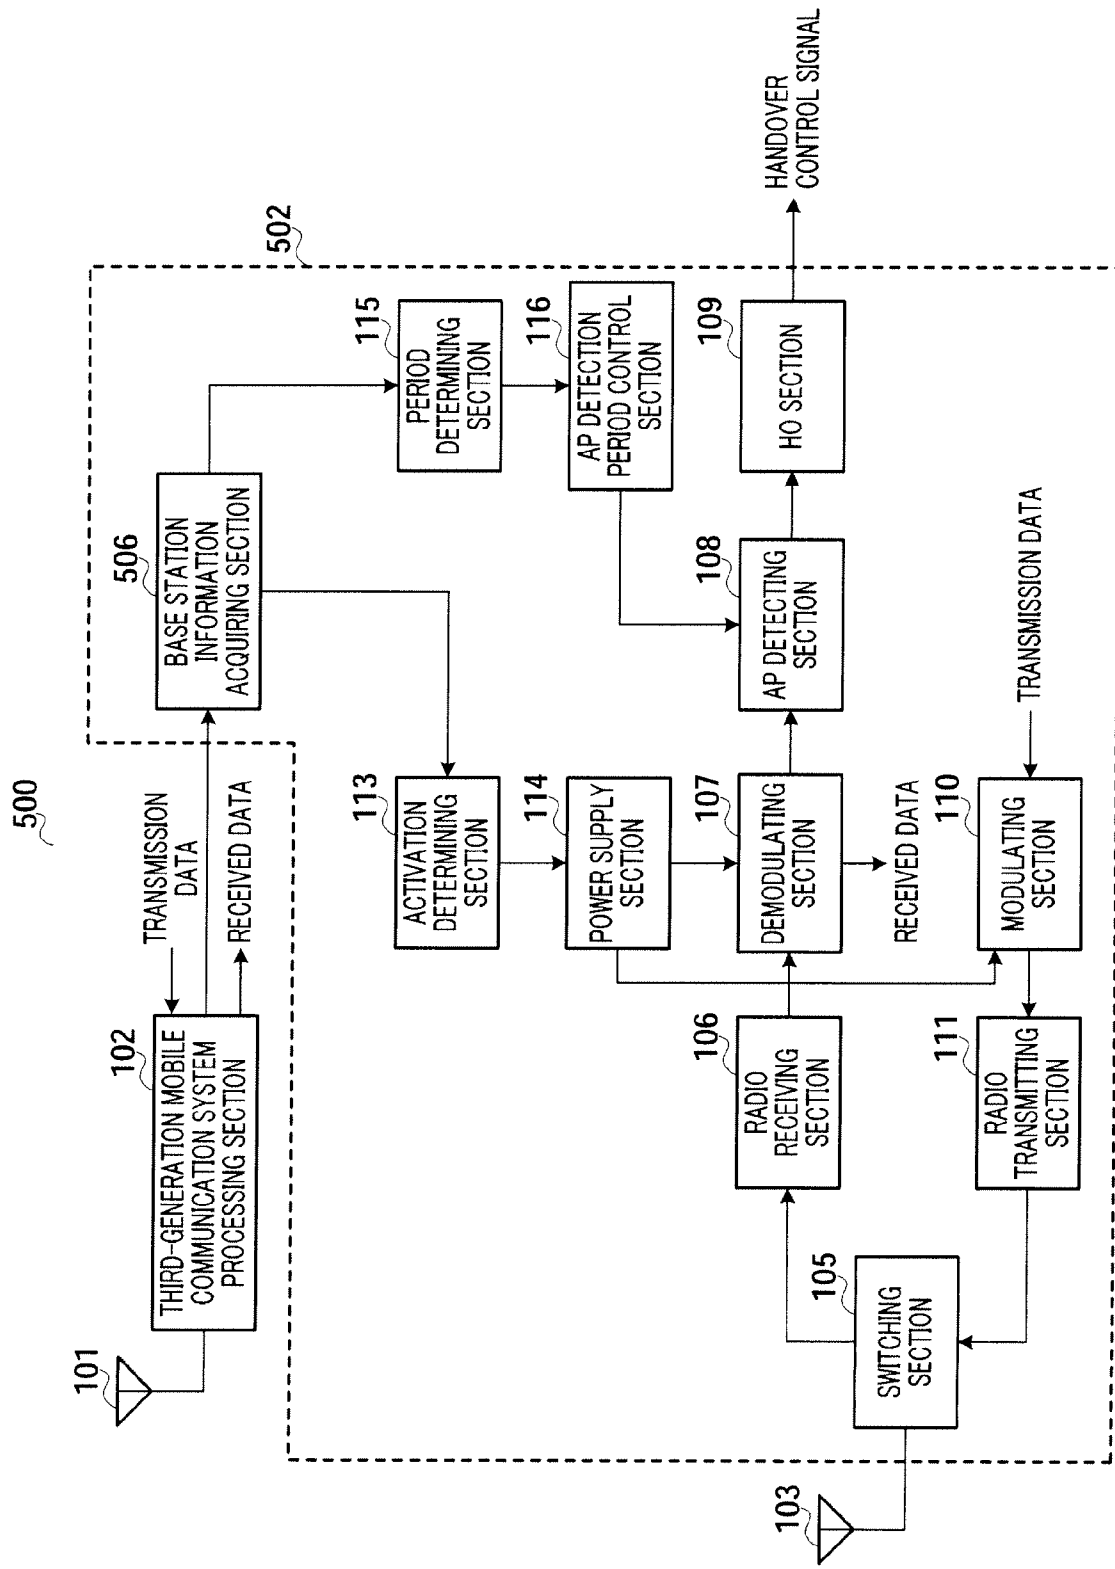 500
101
102
THIRD-GENERATION MOBILE
COMMUNICATION SYSTEM
PROCESSING SECTION
TRANSMISSION
DATA
RECEIVED DATA
506
BASE STATION
INFORMATION
ACQUIRING SECTION
502
113
ACTIVATION
DETERMINING
SECTION
115
PERIOD
DETERMINING
SECTION
114
POWER SUPPLY
SECTION
116
AP DETECTION
PERIOD CONTROL
SECTION
103
105
SWITCHING
SECTION
106
RADIO
RECEIVING
SECTION
107
DEMODULATING
SECTION
108
AP DETECTING
SECTION
109
HO SECTION
HANDOVER
CONTROL SIGNAL
RECEIVED DATA
111
RADIO
TRANSMITTING
SECTION
110
MODULATING
SECTION
TRANSMISSION DATA